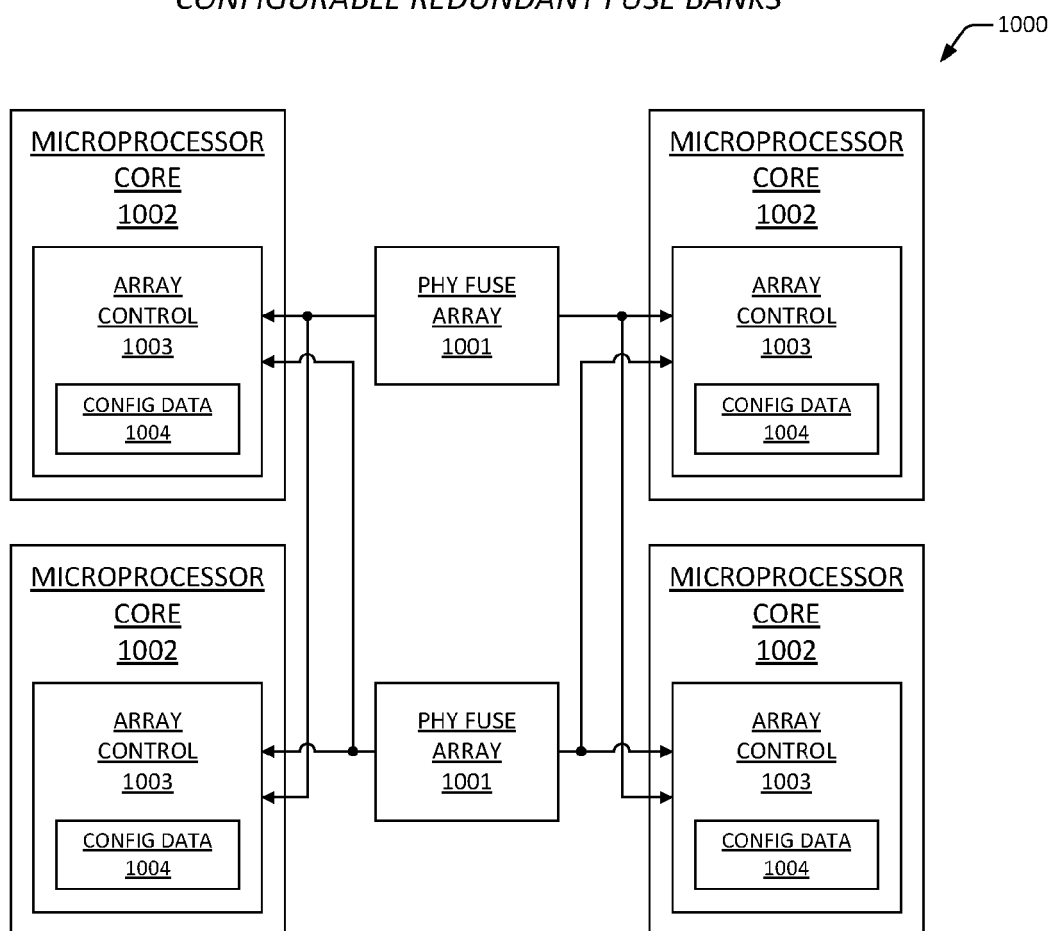 CONFIGURABLE REDUNDANT FUSE BANKS
1000
MICROPROCESSOR
CORE
1002
ARRAY
CONTROL
1003
CONFIG DATA
1004
PHY FUSE
ARRAY
1001
MICROPROCESSOR
CORE
1002
ARRAY
CONTROL
1003
CONFIG DATA
1004
MICROPROCESSOR
CORE
1002
ARRAY
CONTROL
1003
CONFIG DATA
1004
PHY FUSE
ARRAY
1001
MICROPROCESSOR
CORE
1002
ARRAY
CONTROL
1003
CONFIG DATA
1004